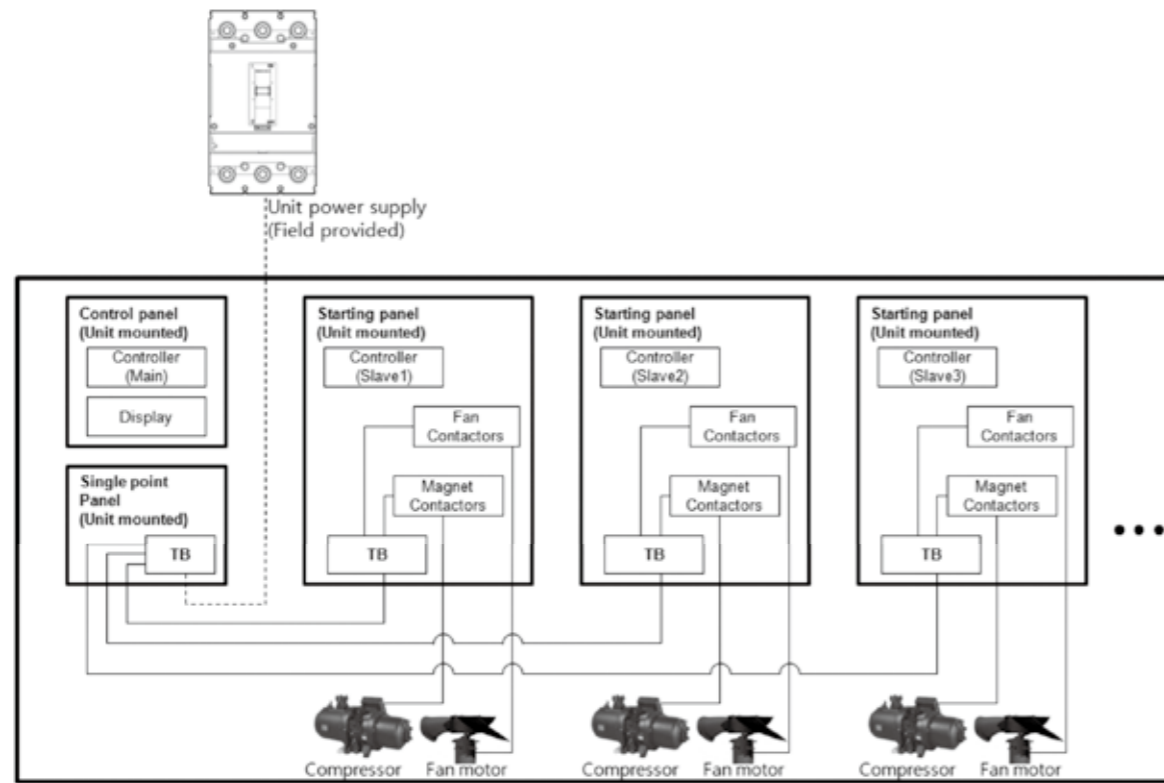 Unit power supply
(Field provided)
Control panel
(Unit mounted)
Controller
(Main)
Display
Single point
Panel
(Unit mounted)
TB
Starting panel
(Unit mounted)
Controller
(Slave1)
Fan
Contactors
Magnet
Contactors
TB
Starting panel
(Unit mounted)
Controller
(Slave2)
Fan
Contactors
Magnet
Contactors
TB
Starting panel
(Unit mounted)
Controller
(Slave3)
Fan
Contactors
Magnet
Contactors
TB
Compressor
Fan motor
Compressor
Fan motor
Compressor
Fan motor